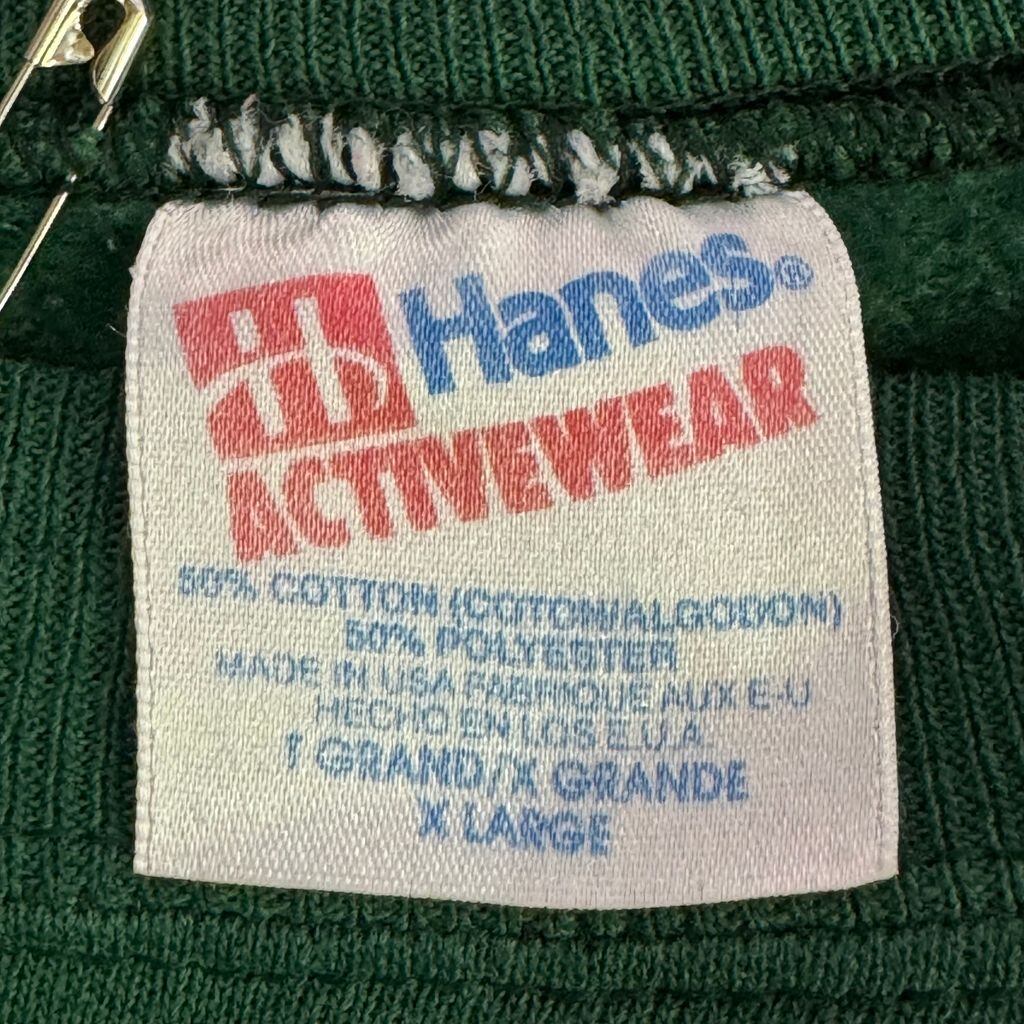 Hanes®
ACTIVEWEAR
50% COTTON (COTON/ALGODON)
50% POLYESTER
MADE IN USA FABRIQUE AUX E-U
HECHO EN LOS E.U.A
T GRAND/X GRANDE
X LARGE